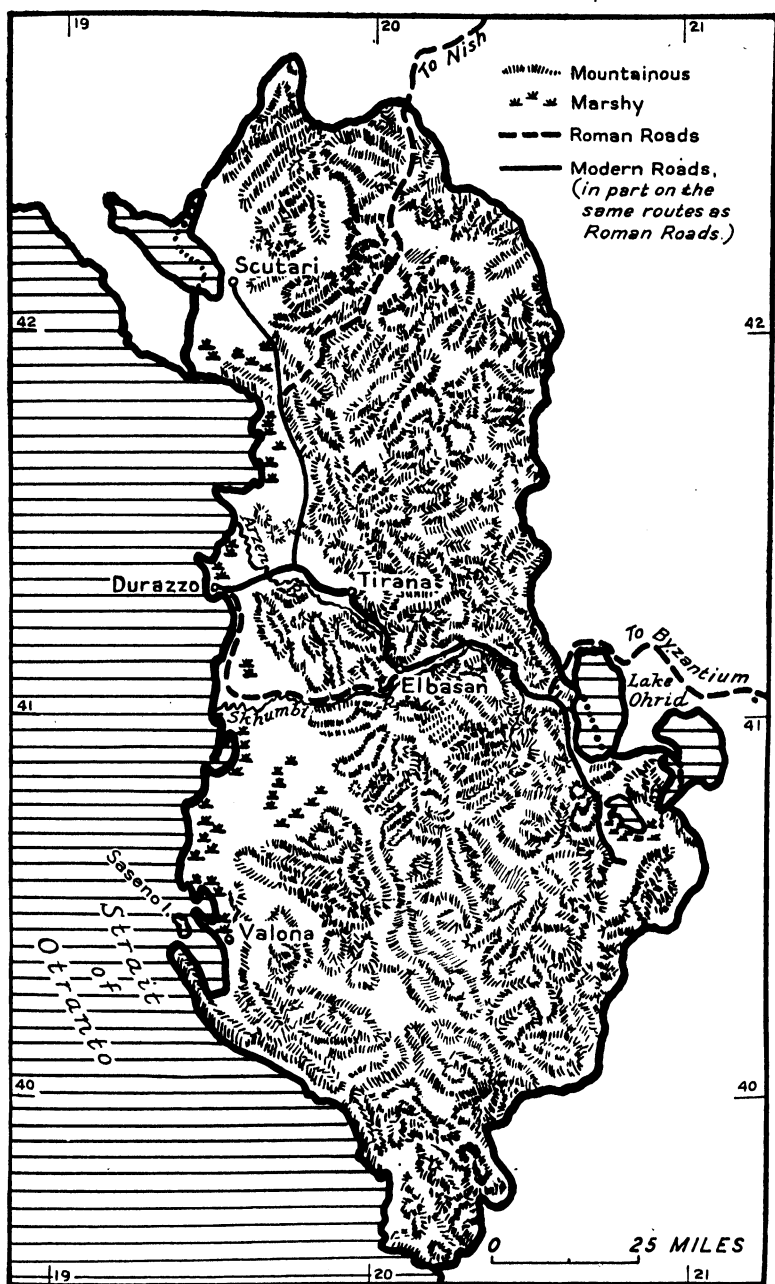 19
20
21
To Nish
Mountainous
Marshy
Roman Roads
Modern Roads,
(in part on the
same routes as
Roman Roads.)
Scutari
42
42
Arzen
Durazzo
Tirana
To Byzantium
Lake
Ohrid
Elbasan
41
Skhumbi
R.
41
Saseno I.
Valona
Strait
of
Otranto
40
40
0
25 MILES
19
20
21